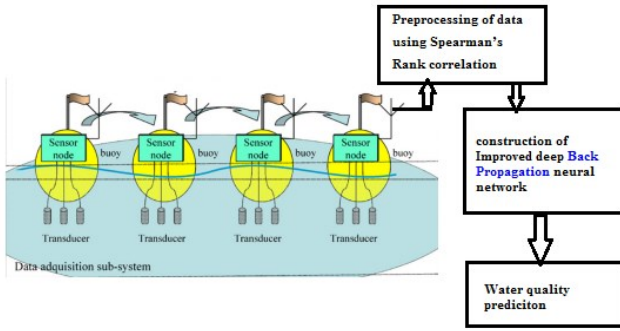 Preprocessing of data
using Spearman's
Rank correlation
Sensor
node
buoy
Sensor
node
buoy
Sensor
node
buoy
Sensor
node
buoy
construction of
Improved deep Back
Propagation neural
network
Transducer
Transducer
Transducer
Transducer
Data adquisition sub-system
Water quality
prediciton